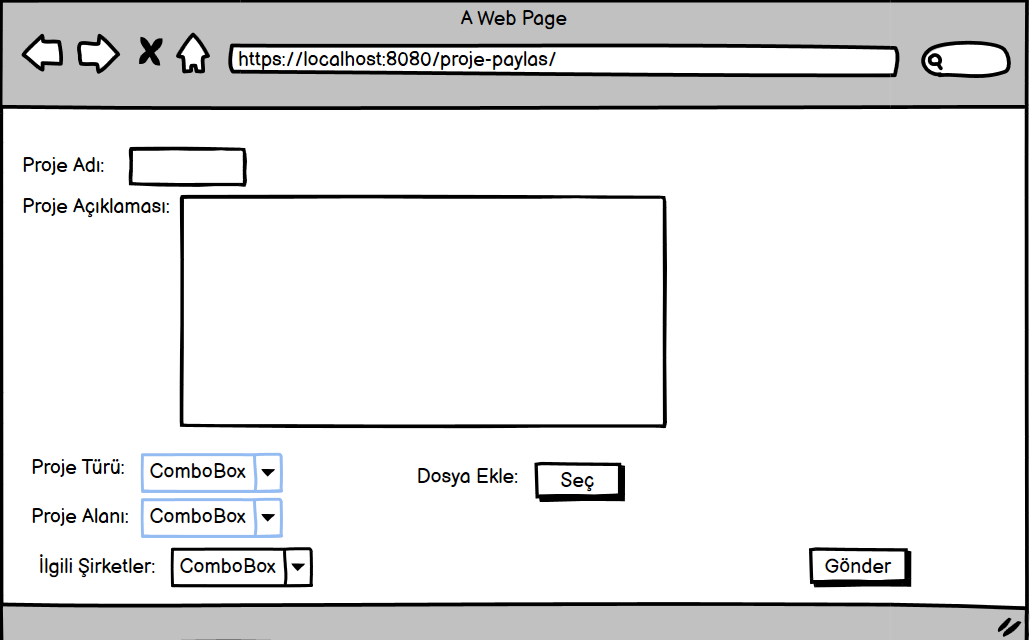 A Web Page
https://localhost:8080/proje-paylas/
Proje Adı:
Proje Açıklaması:
Proje Türü: ComboBox
Dosya Ekle: Seç
Proje Alanı: ComboBox
İlgili Şirketler: ComboBox
Gönder